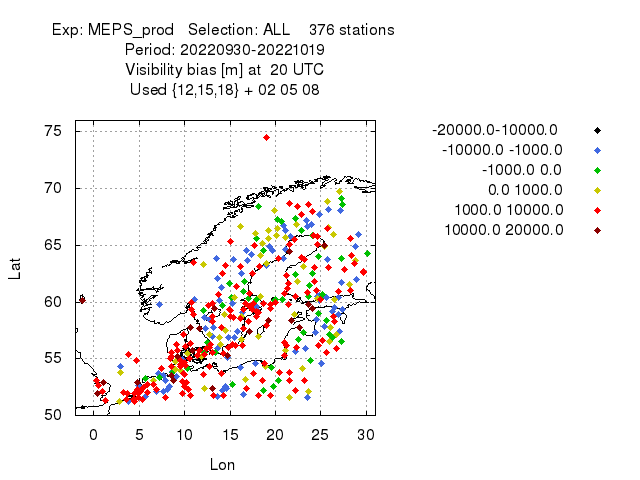 Exp: MEPS_prod   Selection: ALL    376 stations
Period: 20220930-20221019
Visibility bias [m] at  20 UTC
Used {12,15,18} + 02 05 08
-20000.0-10000.0
-10000.0 -1000.0
-1000.0 0.0
0.0 1000.0
1000.0 10000.0
10000.0 20000.0
75
70
65
60
55
50
Lat
0 5 10 15 20 25 30
Lon